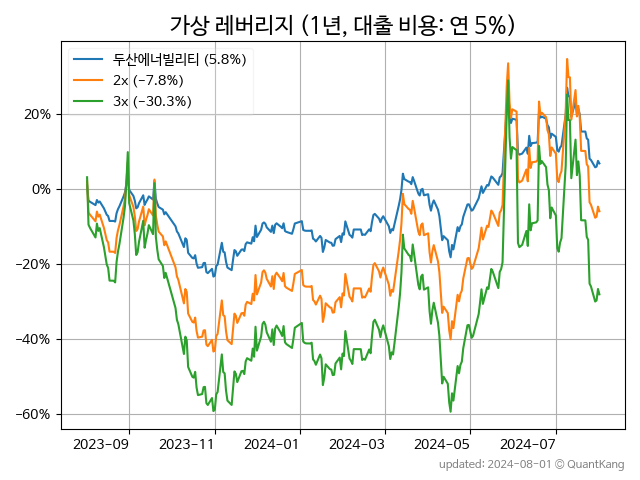 가상 레버리지 (1년, 대출 비용: 연 5%)
두산에너빌리티 (5.8%)
2x (−7.8%)
3x (−30.3%)
20%
0%
−20%
−40%
−60%
2023-09 2023-11 2024-01 2024-03 2024-05 2024-07
updated: 2024-08-01 © QuantKang